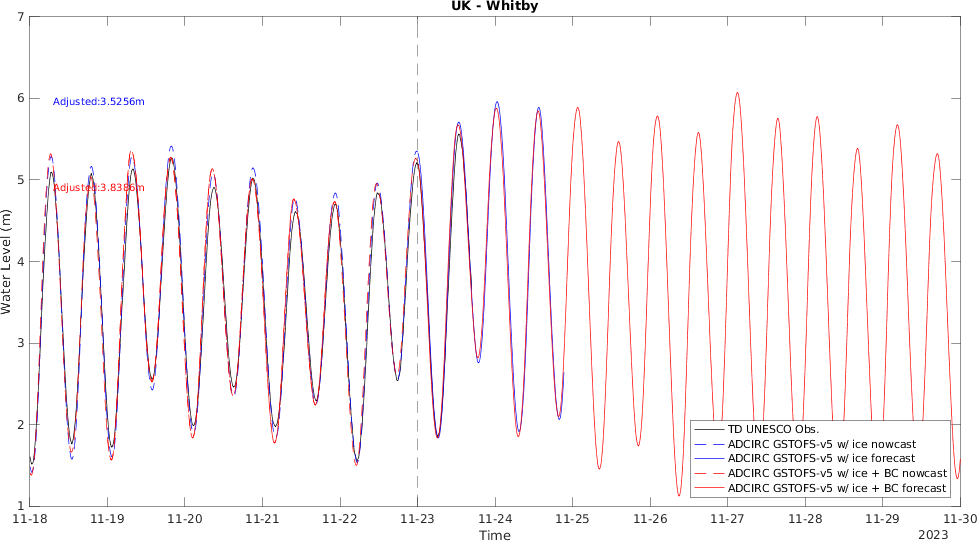 UK - Whitby
7
6
5
4
3
2
1
Water Level (m)
Adjusted:3.5256m
Adjusted:3.8386m
TD UNESCO Obs.
ADCIRC GSTOFS-v5 w/ ice nowcast
ADCIRC GSTOFS-v5 w/ ice forecast
ADCIRC GSTOFS-v5 w/ ice + BC nowcast
ADCIRC GSTOFS-v5 w/ ice + BC forecast
11-18 11-19 11-20 11-21 11-22 11-23 11-24 11-25 11-26 11-27 11-28 11-29 11-30
Time
2023